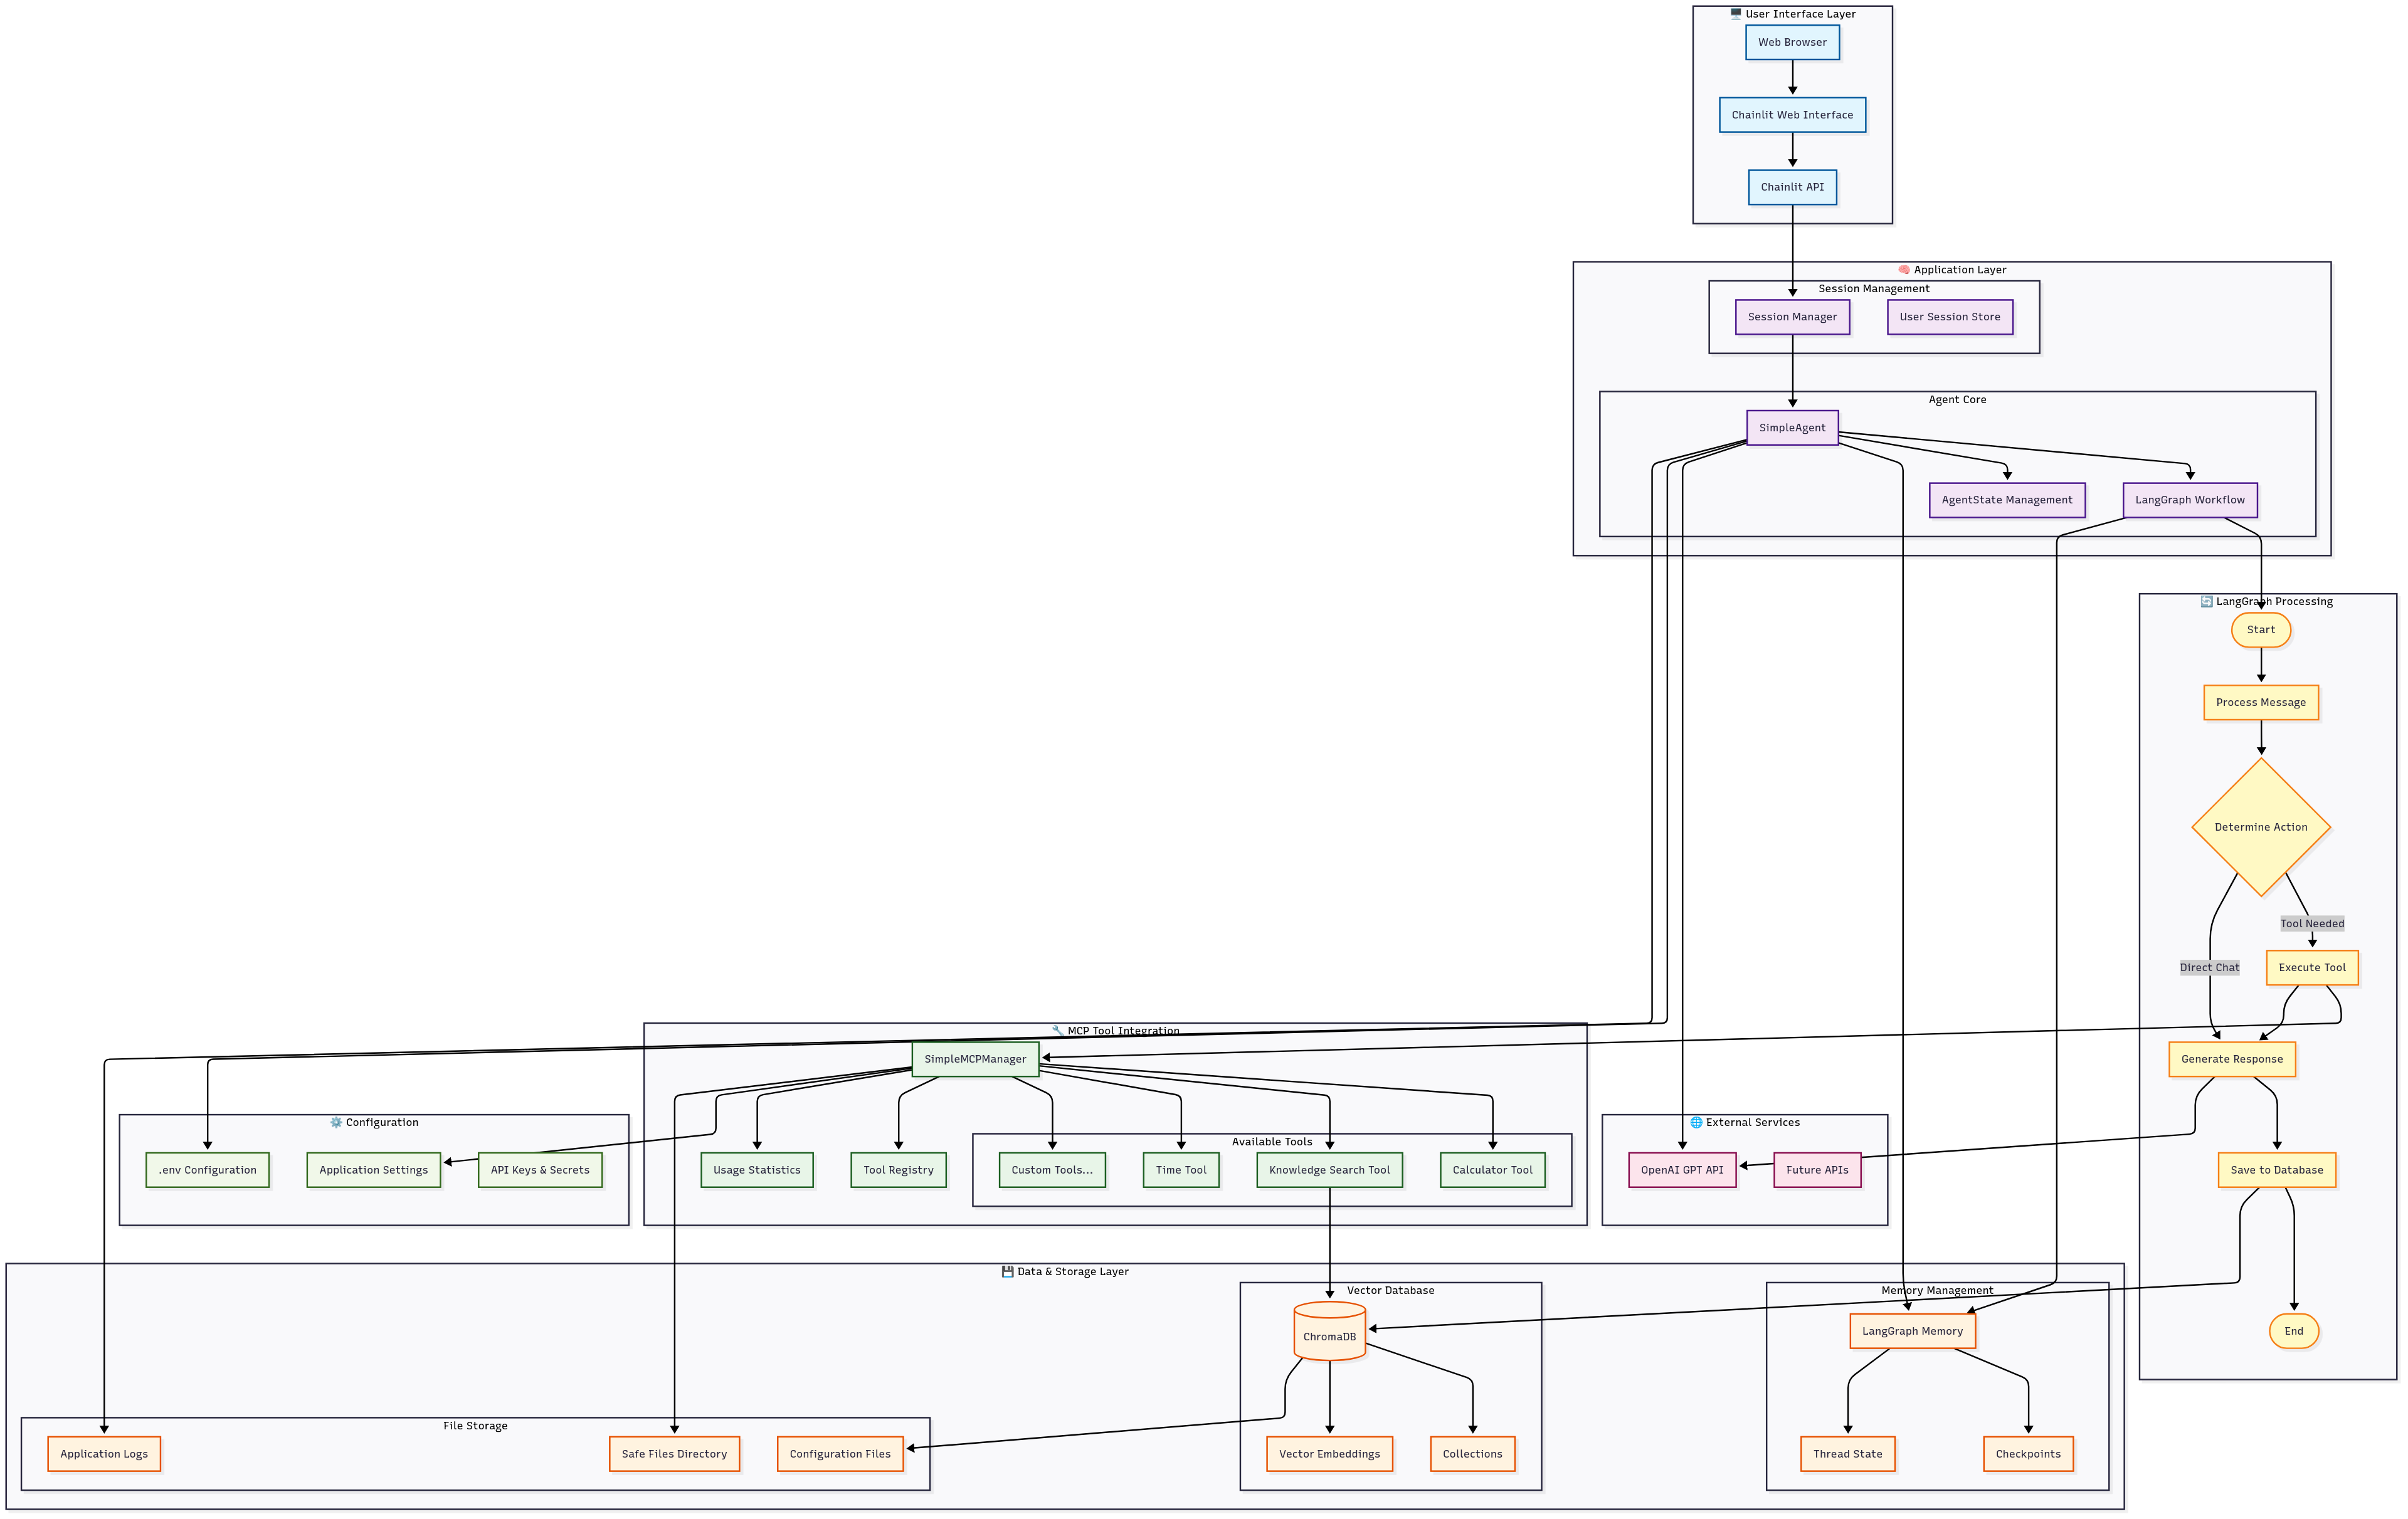 🖥️ User Interface Layer
Web Browser
Chainlit Web Interface
Chainlit API
🧠 Application Layer
Session Management
Session Manager
User Session Store
Agent Core
SimpleAgent
AgentState Management
LangGraph Workflow
🔄 LangGraph Processing
Start
Process Message
Determine Action
Tool Needed
Direct Chat
Execute Tool
Generate Response
Save to Database
End
🔧 MCP Tool Integration
SimpleMCPManager
Usage Statistics
Tool Registry
Available Tools
Custom Tools...
Time Tool
Knowledge Search Tool
Calculator Tool
⚙️ Configuration
.env Configuration
Application Settings
API Keys & Secrets
🌐 External Services
OpenAI GPT API
Future APIs
💾 Data & Storage Layer
Vector Database
ChromaDB
Vector Embeddings
Collections
Memory Management
LangGraph Memory
Thread State
Checkpoints
File Storage
Application Logs
Safe Files Directory
Configuration Files